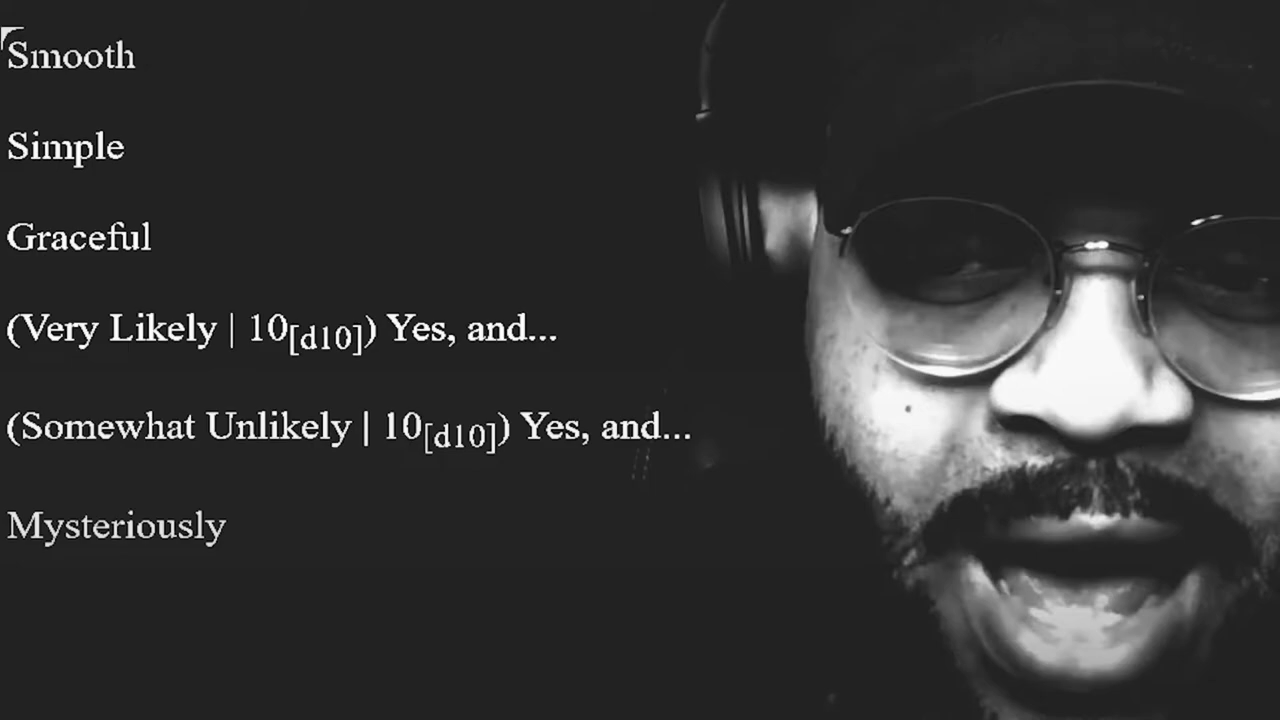 Smooth
Simple
Graceful
(Very Likely | 10[d10]) Yes, and...
(Somewhat Unlikely | 10[d10]) Yes, and...
Mysteriously